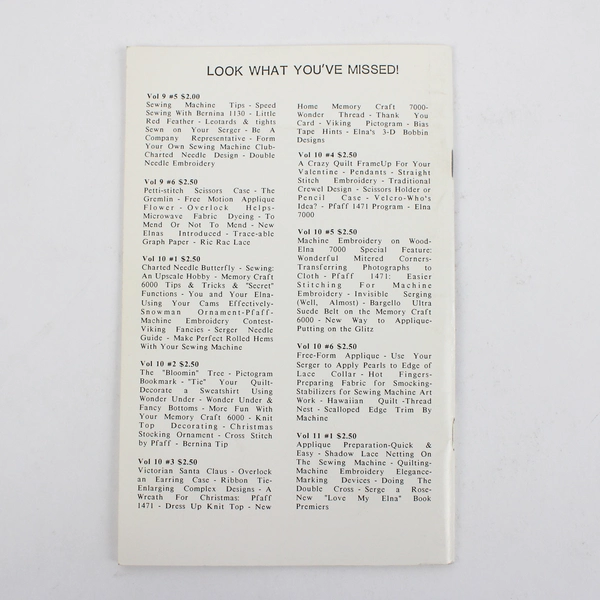 LOOK WHAT YOU'VE MISSED!
Vol 9 #5 $2.00
Sewing Machine Tips - Speed
Sewing With Bernina 1130 - Little
Red Feather - Leotards & tights
Sewn on Your Serger - Be A
Company Representative - Form
Your Own Sewing Machine Club-
Charted Needle Design - Double
Needle Embroidery
Vol 9 #6 $2.50
Petti-stitch Scissors Case - The
Gremlin - Free Motion Applique
Flower - Overlock Helps-
Microwave Fabric Dyeing - To
Mend Or Not To Mend - New
Elnas Introduced - Trace-able
Graph Paper - Ric Rac Lace
Vol 10 #1 $2.50
Charted Needle Butterfly - Sewing:
An Upscale Hobby - Memory Craft
6000 Tips & Tricks & "Secret"
Functions - You and Your Elna-
Using Your Cams Effectively-
Snowman Ornament-Pfaff-
Machine Embroidery Contest-
Viking Fancies - Serger Needle
Guide - Make Perfect Rolled Hems
With Your Sewing Machine
Vol 10 #2 $2.50
The "Bloomin" Tree - Pictogram
Bookmark - "Tie" Your Quilt-
Decorate a Sweatshirt Using
Wonder Under - Wonder Under &
Fancy Bottoms - More Fun With
Your Memory Craft 6000 - Knit
Top Decorating - Christmas
Stocking Ornament - Cross Stitch
by Pfaff - Bernina Tip
Vol 10 #3 $2.50
Victorian Santa Claus - Overlock
an Earring Case - Ribbon Tie-
Enlarging Complex Designs - A
Wreath For Christmas: Pfaff
1471 - Dress Up Knit Top - New
Home Memory Craft 7000-
Wonder Thread - Thank You
Card - Viking Pictogram - Bias
Tape Hints - Elna's 3-D Bobbin
Designs
Vol 10 #4 $2.50
A Crazy Quilt FrameUp For Your
Valentine - Pendants - Straight
Stitch Embroidery - Traditional
Crewel Design - Scissors Holder or
Pencil Case - Velcro-Who's
Idea? - Pfaff 1471 Program - Elna
7000
Vol 10 #5 $2.50
Machine Embroidery on Wood-
Elna 7000 Special Feature:
Wonderful Mitered Corners-
Transferring Photographs to
Cloth - Pfaff 1471: Easier
Stitching For Machine
Embroidery - Invisible Serging
(Well, Almost) - Bargello Ultra
Suede Belt on the Memory Craft
6000 - New Way to Applique-
Putting on the Glitz
Vol 10 #6 $2.50
Free-Form Applique - Use Your
Serger to Apply Pearls to Edge of
Lace Collar - Hot Fingers-
Preparing Fabric for Smocking-
Stabilizers for Sewing Machine Art
Work - Hawaiian Quilt -Thread
Nest - Scalloped Edge Trim By
Machine
Vol 11 #1 $2.50
Applique Preparation-Quick &
Easy - Shadow Lace Netting On
The Sewing Machine - Quilting-
Machine Embroidery Elegance-
Marking Devices - Doing The
Double Cross - Serge a Rose-
New "Love My Elna" Book
Premiers